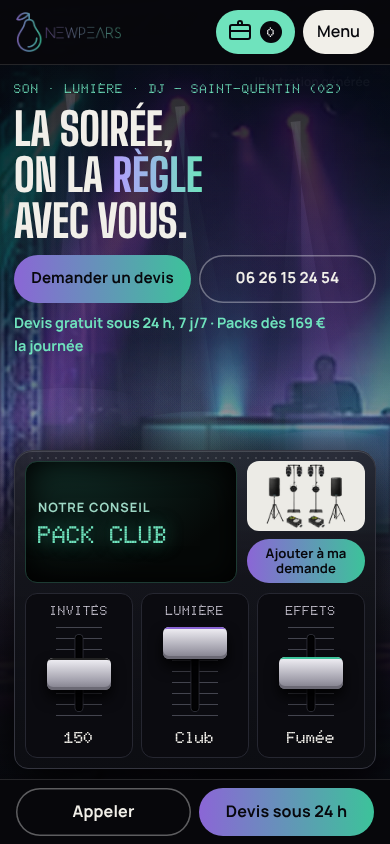 NEWPEARS
0
Menu
SON · LUMIÈRE · DJ — SAINT-QUENTIN (02)
LA SOIRÉE,
ON LA RÈGLE
AVEC VOUS.
Demander un devis
06 26 15 24 54
Devis gratuit sous 24 h, 7 j/7 · Packs dès 169 €
la journée
NOTRE CONSEIL
PACK CLUB
Ajouter à ma
demande
INVITÉS
LUMIÈRE
EFFETS
150
Club
Fumée
Appeler
Devis sous 24 h